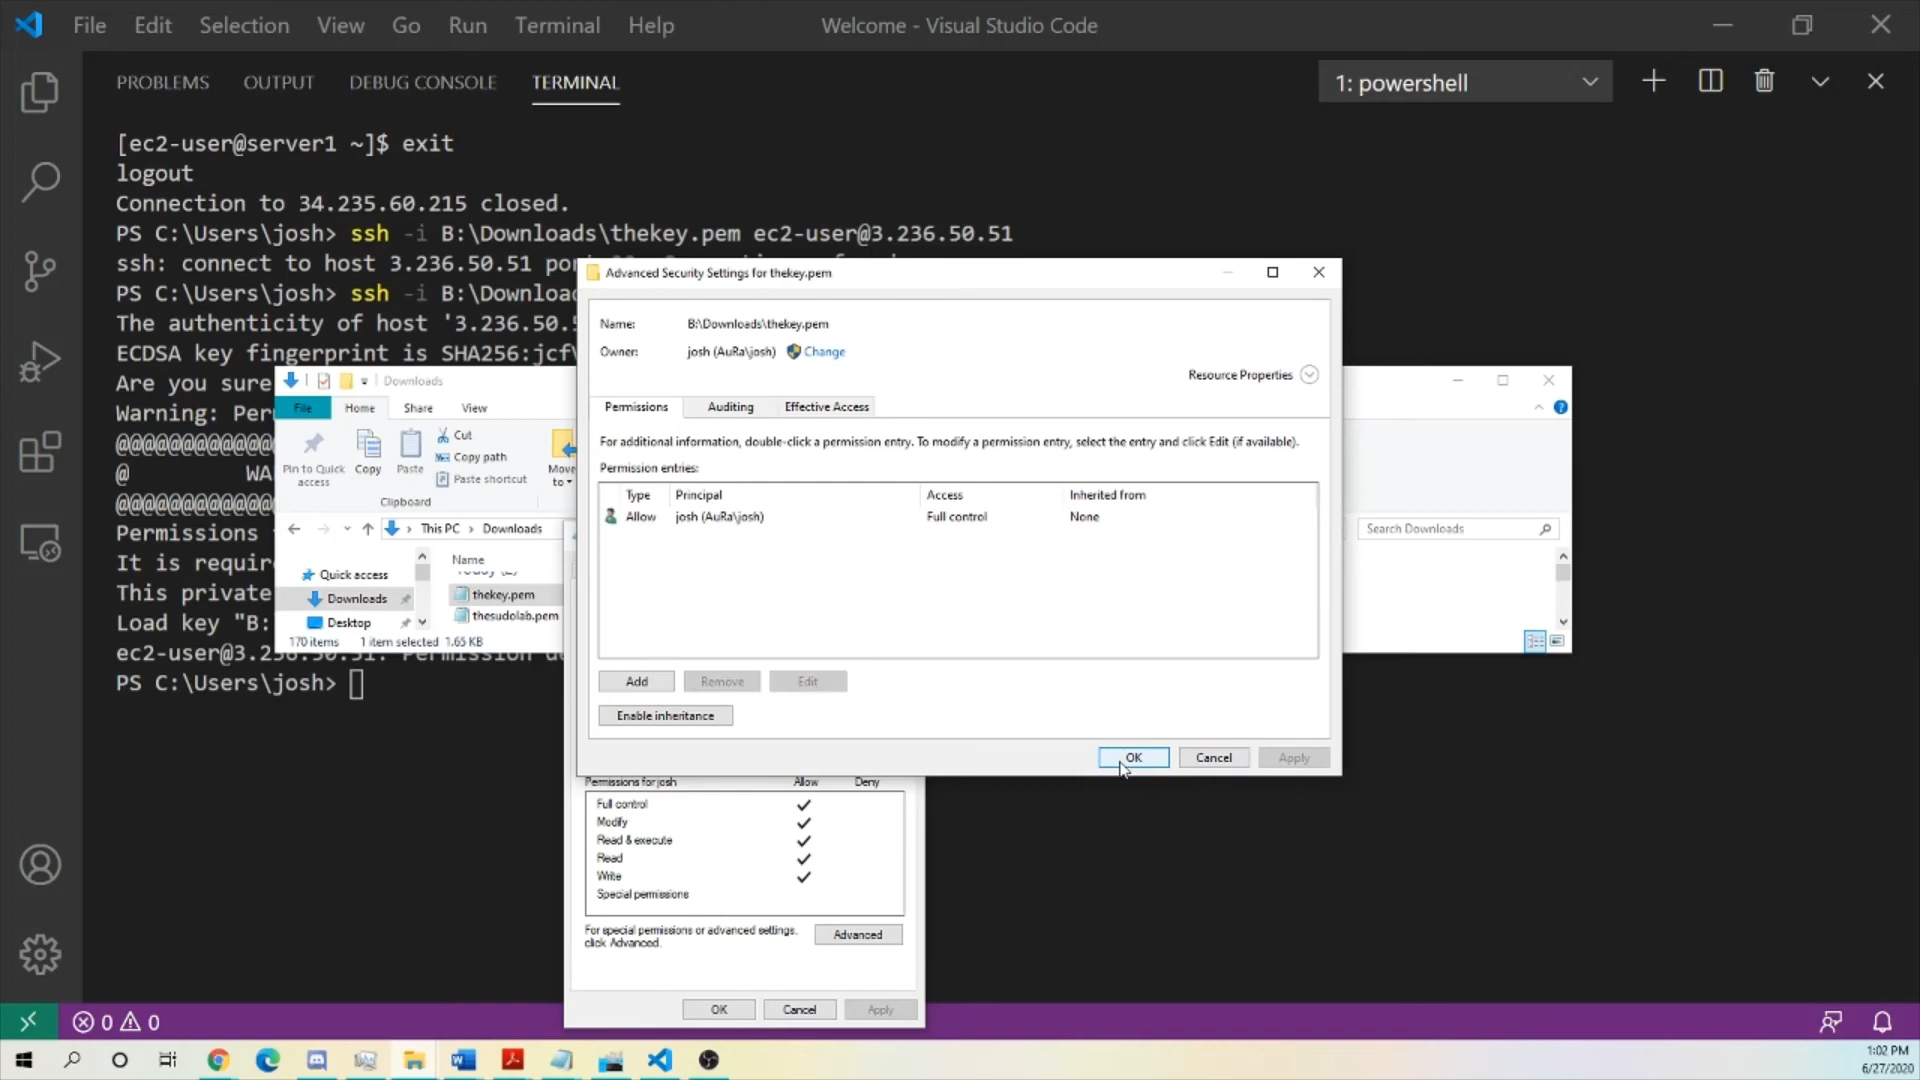 File Edit Selection View Go Run Terminal Help Welcome - Visual Studio Code
PROBLEMS OUTPUT DEBUG CONSOLE TERMINAL 1: powershell
[ec2-user@server1 ~]$ exit
logout
Connection to 34.235.60.215 closed.
PS C:\Users\josh> ssh -i B:\Downloads\thekey.pem ec2-user@3.236.50.51
ssh: connect to host 3.236.50.51
PS C:\Users\josh> ssh -i
The authenticity of host
ECDSA key fingerprint is
Are you sure
Warning:
@@@@@@@@@@@@
@
@@@@@@@@@@@@
Permissions
It is
This private
Load key "B:
PS C:\Users\josh>
Advanced Security Settings for thekey.pem
Name: B:\Downloads\thekey.pem
Owner: josh (AuRa\josh) Change
Resource Properties
Permissions Auditing Effective Access
For additional information, double-click a permission entry. To modify a permission entry, select the entry and click Edit (if available).
Permission entries:
Type Principal Access Inherited from
Allow josh (AuRa\josh) Full control None
Add Remove Edit
Enable inheritance
OK Cancel Apply
Downloads
File Home Share View
Pin to Quick access
Copy
Paste
Cut
Copy path
Paste shortcut
Move to
Clipboard
This PC > Downloads
Search Downloads
Name
Quick access
Downloads
Desktop
thekey.pem
thesudolab.pem
170 items 1 item selected 1.65 KB
Permissions for josh Allow Deny
Full control
Modify
Read & execute
Read
Write
Special permissions
For special permissions or advanced settings, click Advanced.
Advanced
OK Cancel Apply
0 0
1:02 PM
6/27/2020